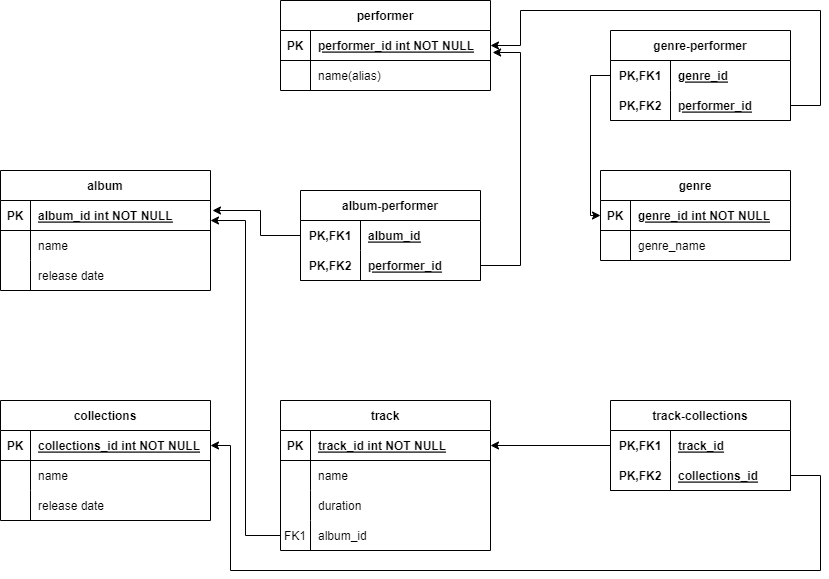 performer
PK performer_id int NOT NULL
name(alias)
genre-performer
PK,FK1 genre_id
PK,FK2 performer_id
album
PK album_id int NOT NULL
name
release date
album-performer
PK,FK1 album_id
PK,FK2 performer_id
genre
PK genre_id int NOT NULL
genre_name
collections
PK collections_id int NOT NULL
name
release date
track
PK track_id int NOT NULL
name
duration
FK1 album_id
track-collections
PK,FK1 track_id
PK,FK2 collections_id